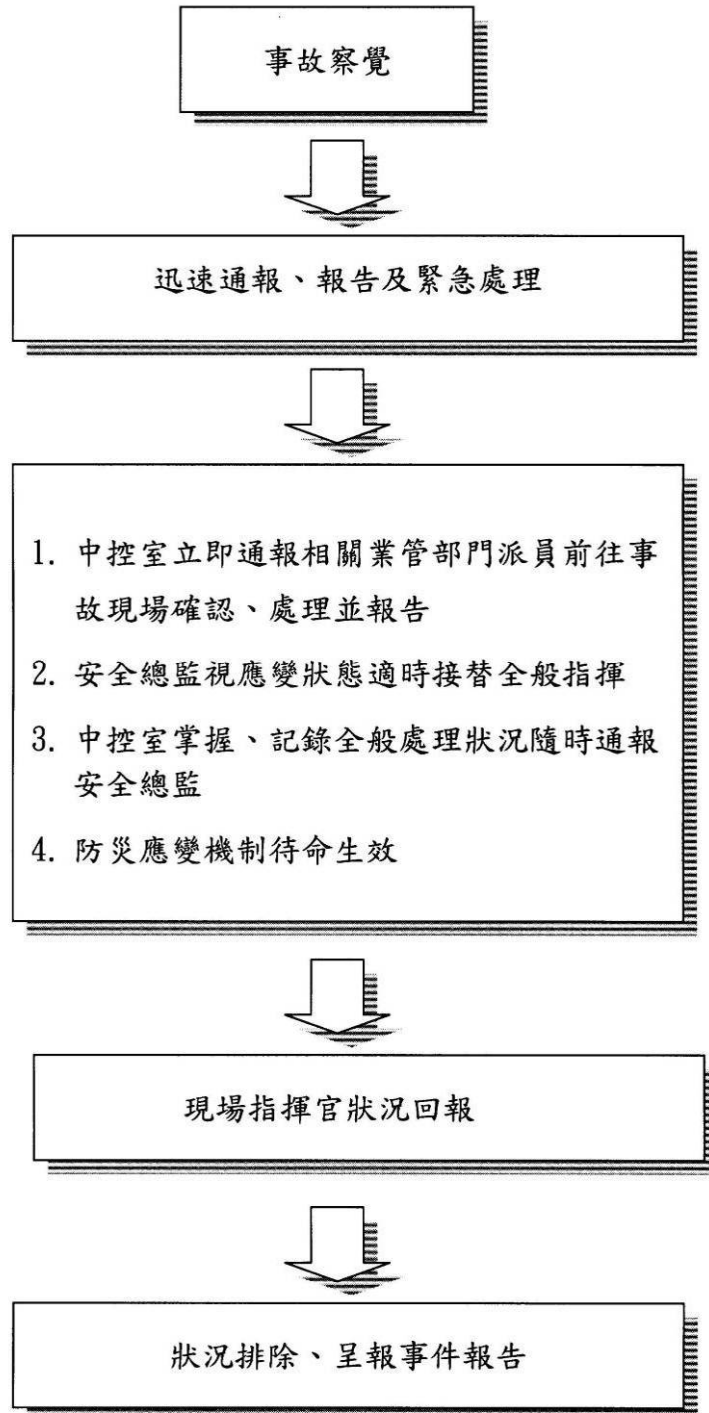 事故察覺
迅速通報、報告及緊急處理
1. 中控室立即通報相關業管部門派員前往事
故現場確認、處理並報告
2. 安全總監視應變狀態適時接替全般指揮
3. 中控室掌握、記錄全般處理狀況隨時通報
安全總監
4. 防災應變機制待命生效
現場指揮官狀況回報
狀況排除、呈報事件報告